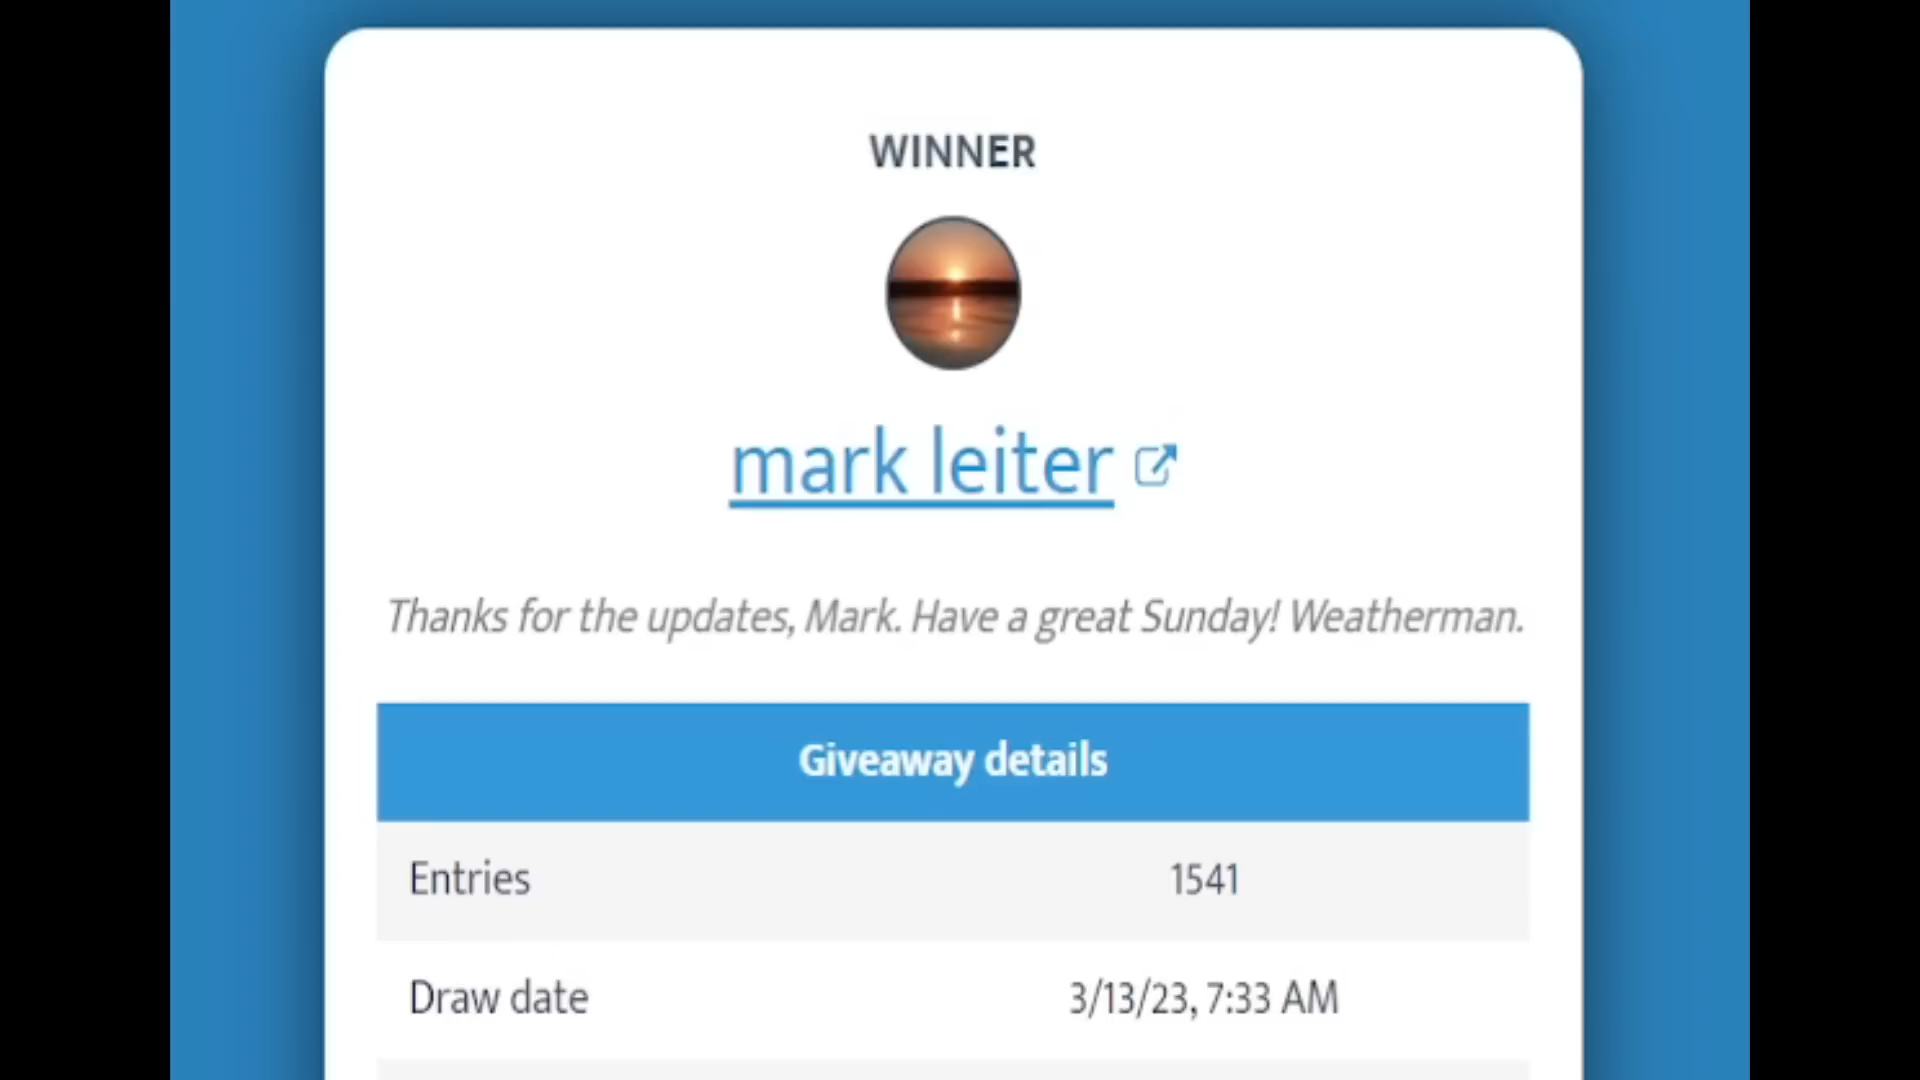 WINNER
mark leiter
Thanks for the updates, Mark. Have a great Sunday! Weatherman.
Giveaway details
Entries 1541
Draw date 3/13/23, 7:33 AM